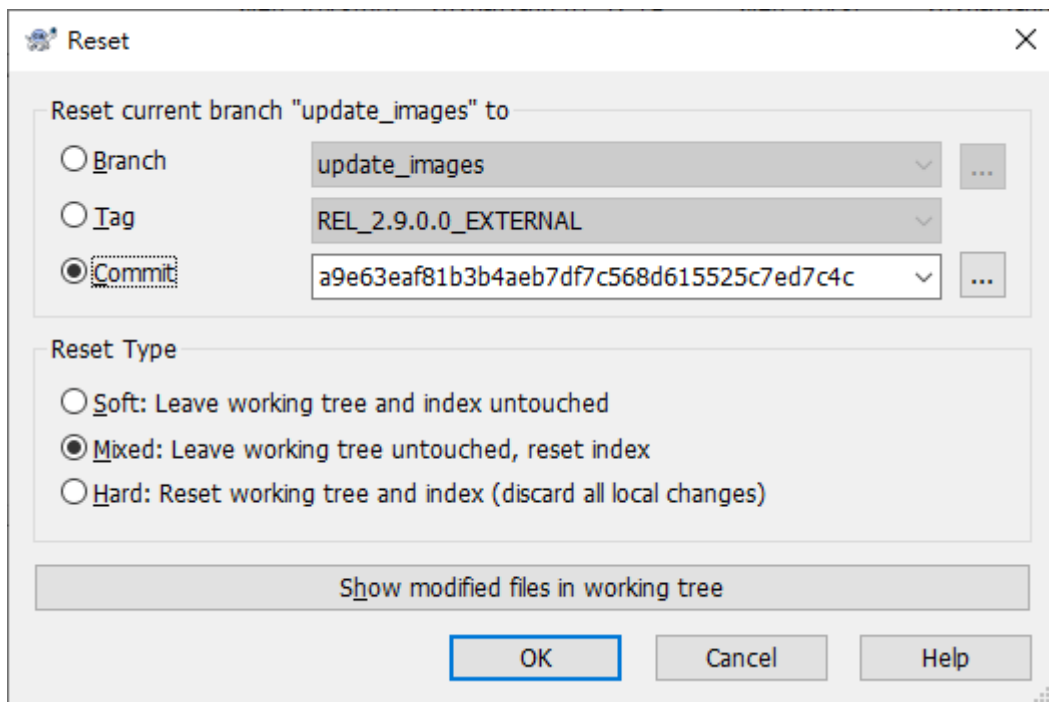 Reset
Reset current branch "update_images" to
Branch
update_images
...
Tag
REL_2.9.0.0_EXTERNAL
Commit
a9e63eaf81b3b4aeb7df7c568d615525c7ed7c4c
...
Reset Type
Soft: Leave working tree and index untouched
Mixed: Leave working tree untouched, reset index
Hard: Reset working tree and index (discard all local changes)
Show modified files in working tree
OK
Cancel
Help